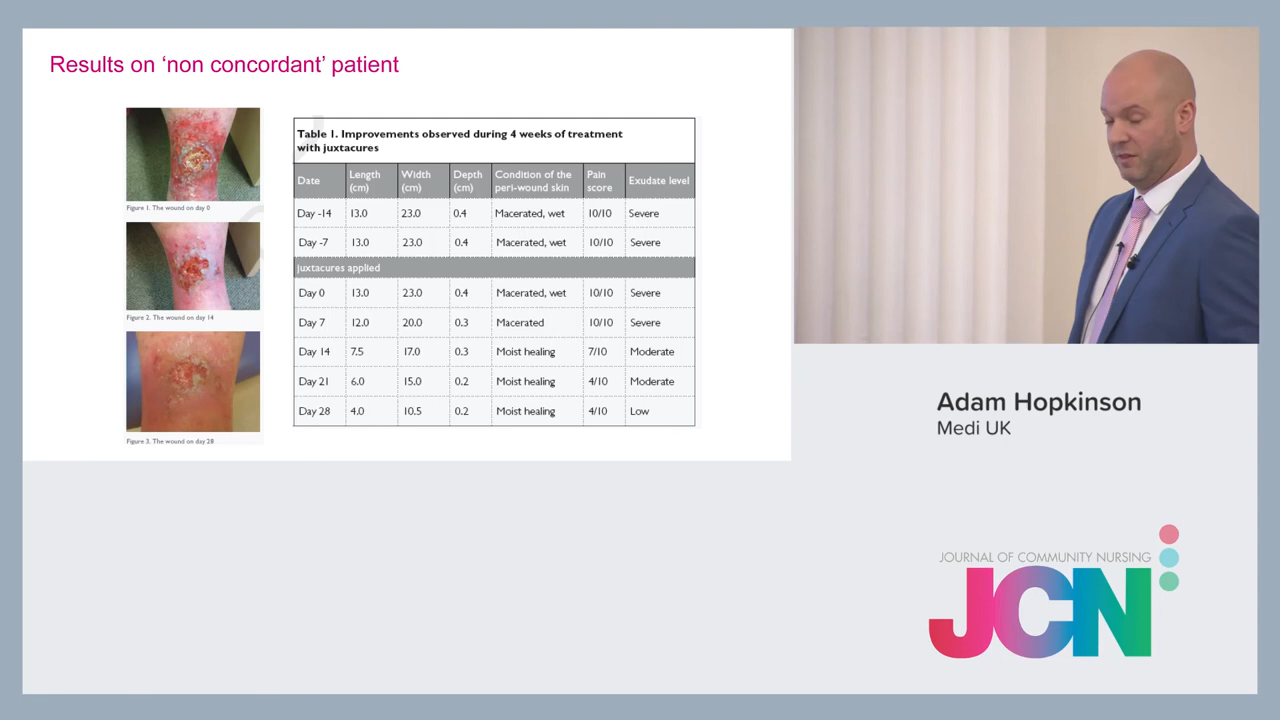 Results on ‘non concordant’ patient
Figure 1. The wound on day 0
Figure 2. The wound on day 14
Figure 3. The wound on day 28
Table 1. Improvements observed during 4 weeks of treatment
with juxtacures
Date Length (cm) Width (cm) Depth (cm) Condition of the peri-wound skin Pain score Exudate level
Day -14 13.0 23.0 0.4 Macerated, wet 10/10 Severe
Day -7 13.0 23.0 0.4 Macerated, wet 10/10 Severe
juxtacures applied
Day 0 13.0 23.0 0.4 Macerated, wet 10/10 Severe
Day 7 12.0 20.0 0.3 Macerated 10/10 Severe
Day 14 7.5 17.0 0.3 Moist healing 7/10 Moderate
Day 21 6.0 15.0 0.2 Moist healing 4/10 Moderate
Day 28 4.0 10.5 0.2 Moist healing 4/10 Low
Adam Hopkinson
Medi UK
JOURNAL OF COMMUNITY NURSING
JCN